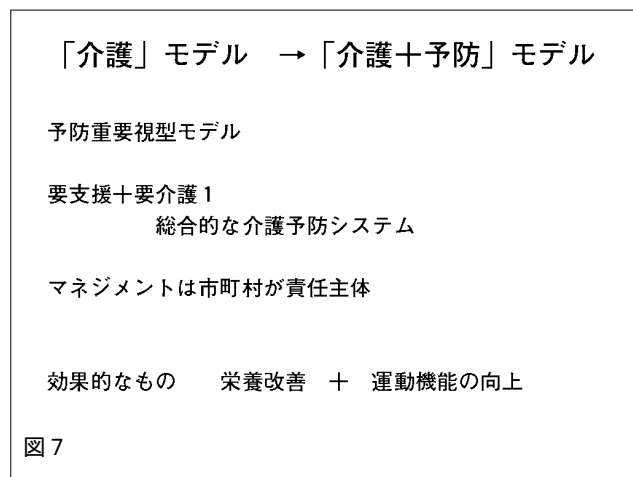 「介護」モデル　→「介護＋予防」モデル
予防重要視型モデル
要支援＋要介護１
総合的な介護予防システム
マネジメントは市町村が責任主体
効果的なもの　　栄養改善　＋　運動機能の向上
図７